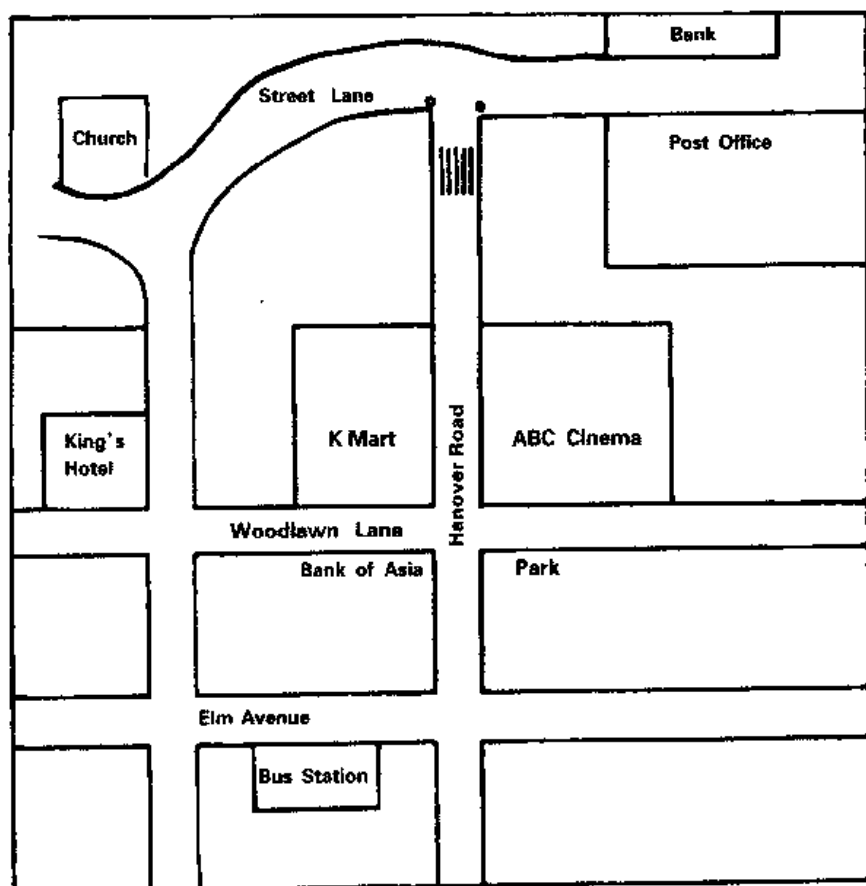 Bank
Street Lane
Church
Post Office
King's
Hotel
K Mart
Hanover Road
ABC Cinema
Woodlawn Lane
Bank of Asia
Park
Elm Avenue
Bus Station